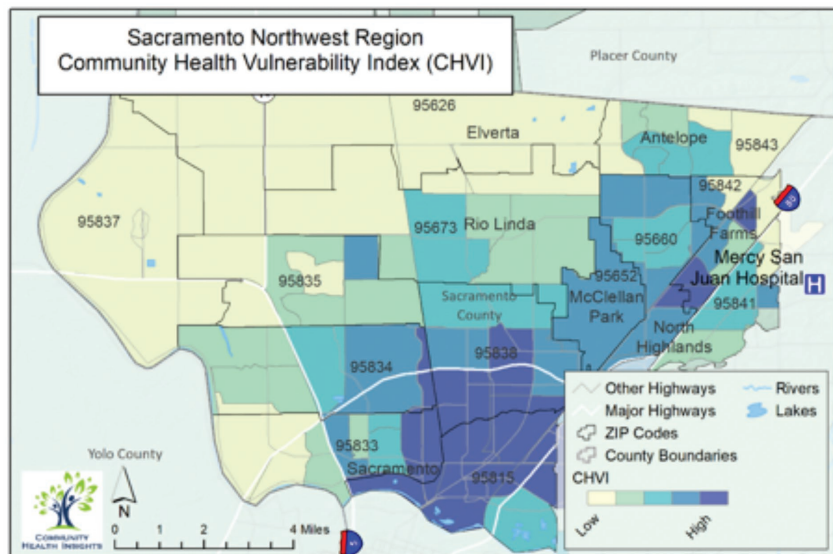 Sacramento Northwest Region
Community Health Vulnerability Index (CHVI)
Placer County
95626
Elverta
Antelope
95843
95842
95837
Foothill
Farms
80
95673
Rio Linda
95660
Mercy San
Juan Hospital
H
95835
95652
McClellan
Park
95841
Sacramento
County
North
Highlands
95834
95838
95833
Sacramento
95815
Yolo County
Other Highways
Major Highways
ZIP Codes
County Boundaries
Rivers
Lakes
CHVI
Low
High
COMMUNITY
HEALTH INSIGHTS
N
0 1 2 4 Miles
5